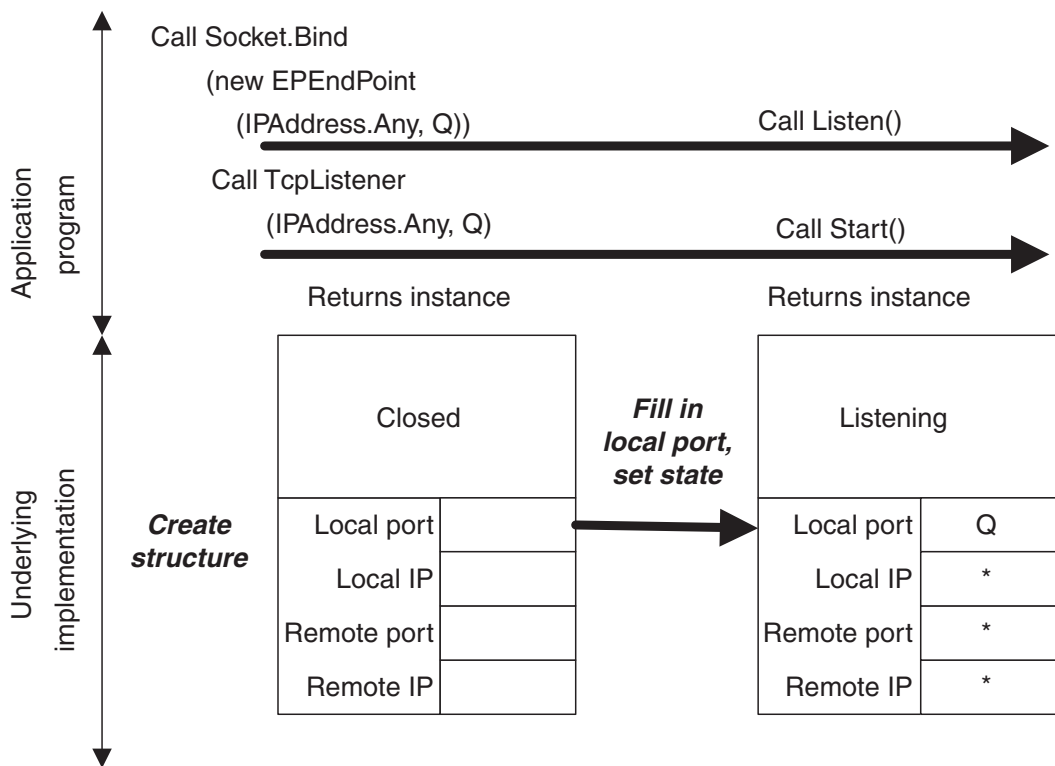 Call Socket.Bind
(new EPEndPoint
(IPAddress.Any, Q))
Call Listen()
Call TcpListener
(IPAddress.Any, Q)
Call Start()
Application
program
Returns instance
Returns instance
Closed
Fill in
local port,
set state
Listening
Underlying
implementation
Create
structure
Local port
Local IP
Remote port
Remote IP
Local port Q
Local IP *
Remote port *
Remote IP *